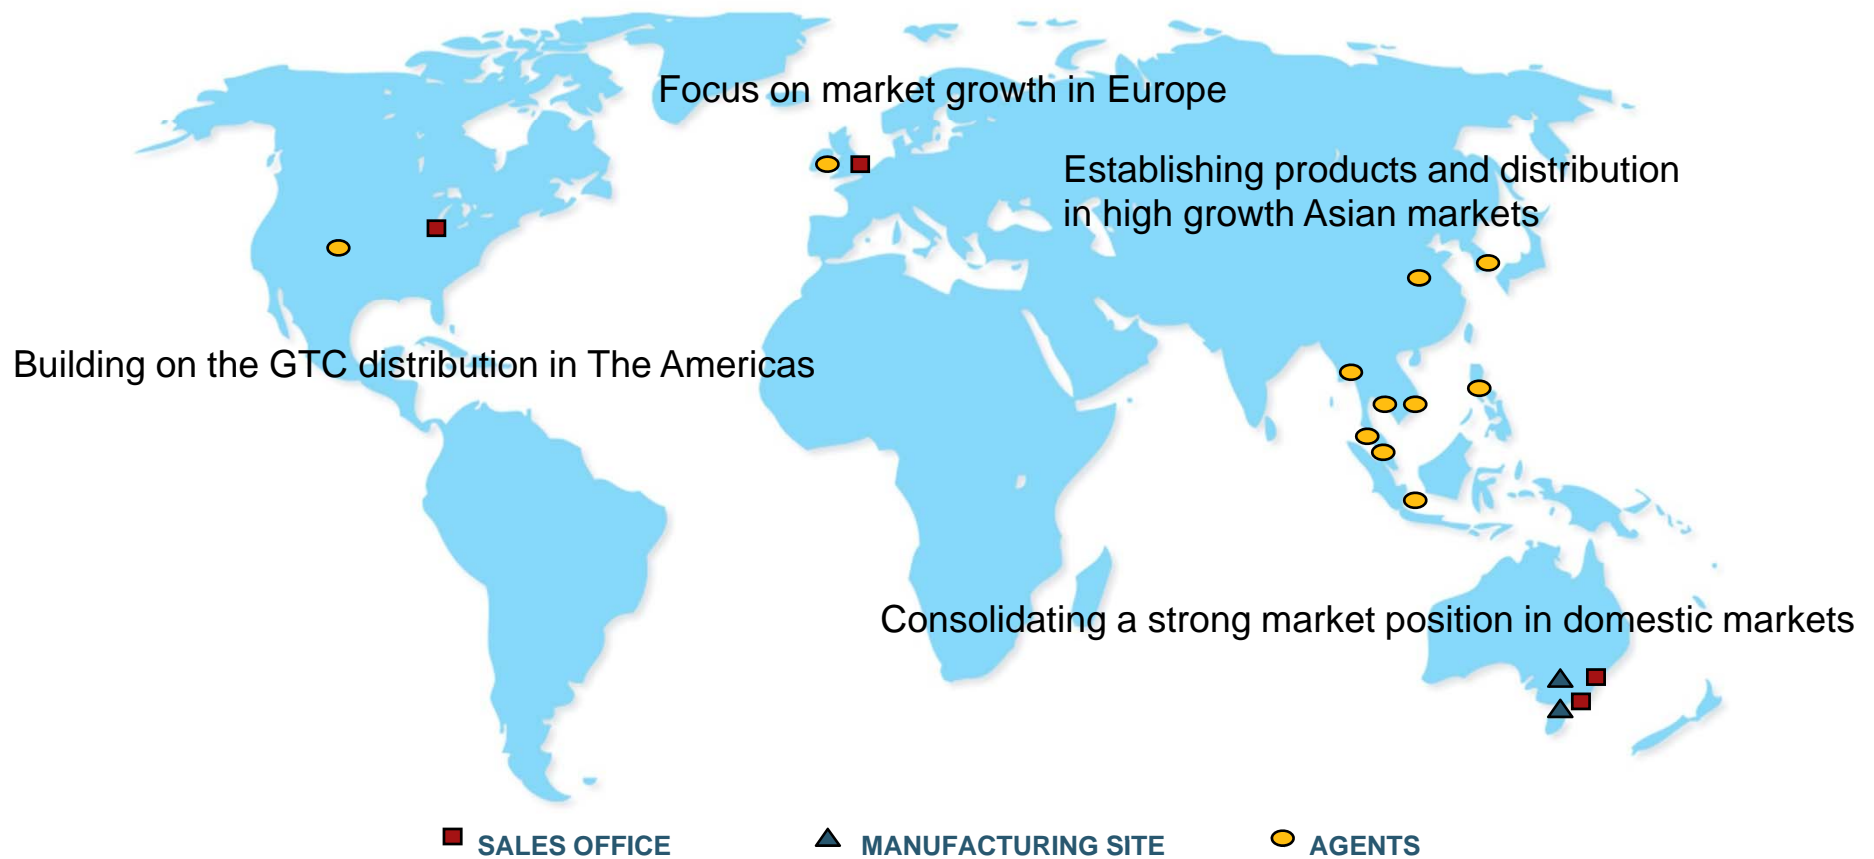 Focus on market growth in Europe
Establishing products and distribution
in high growth Asian markets
Building on the GTC distribution in The Americas
Consolidating a strong market position in domestic markets
SALES OFFICE
MANUFACTURING SITE
AGENTS